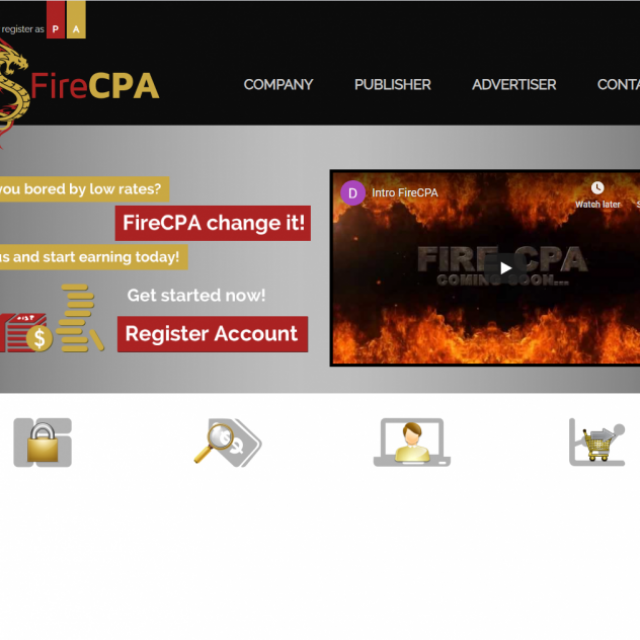 register as P A
FireCPA
COMPANY PUBLISHER ADVERTISER CONTA
you bored by low rates?
FireCPA change it!
us and start earning today!
Get started now!
Register Account
D Intro FireCPA
Watch later S
FIRE CPA
COMING SOON...
$